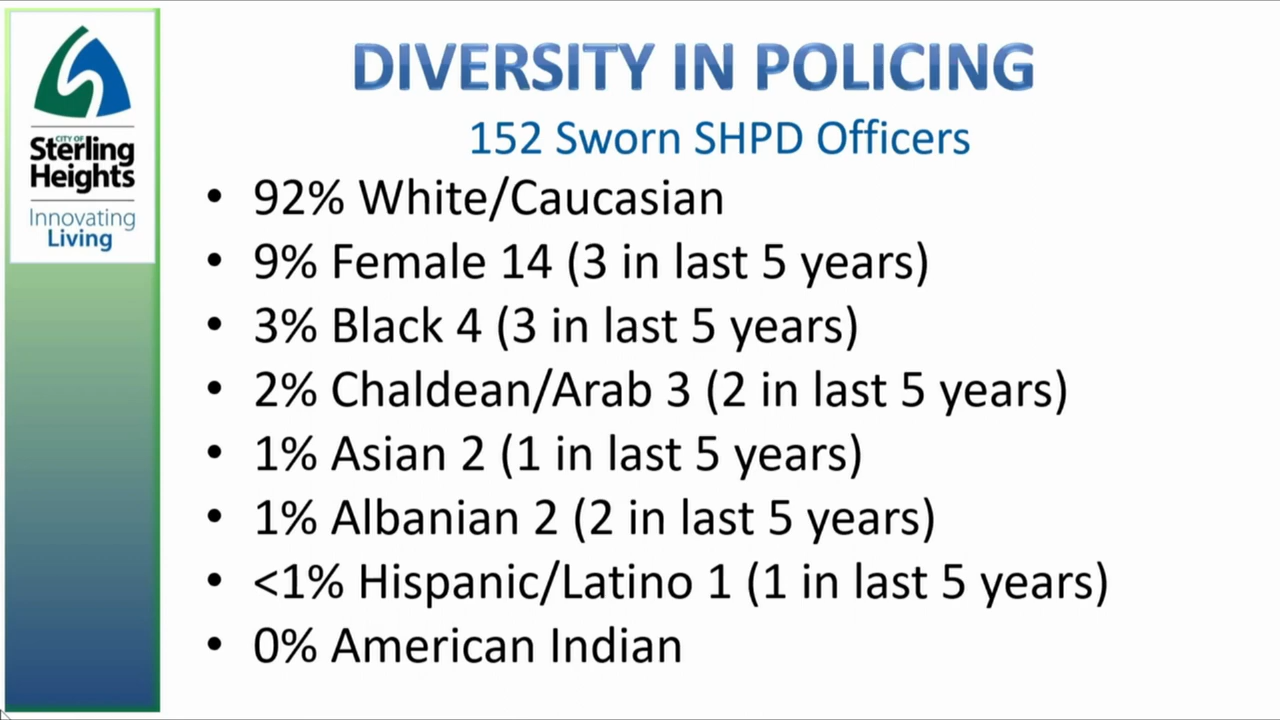 CITY OF
Sterling
Heights
Innovating
Living
DIVERSITY IN POLICING
152 Sworn SHPD Officers
• 92% White/Caucasian
• 9% Female 14 (3 in last 5 years)
• 3% Black 4 (3 in last 5 years)
• 2% Chaldean/Arab 3 (2 in last 5 years)
• 1% Asian 2 (1 in last 5 years)
• 1% Albanian 2 (2 in last 5 years)
• <1% Hispanic/Latino 1 (1 in last 5 years)
• 0% American Indian